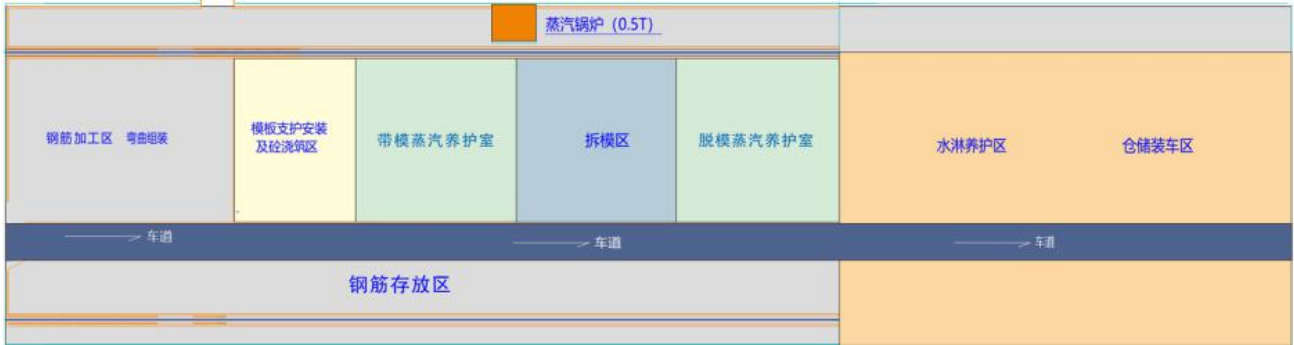 蒸汽锅炉（0.5T）
钢筋加工区 弯曲组装
模板支护安装
及砼浇筑区
带模蒸汽养护室
拆模区
脱模蒸汽养护室
水淋养护区
仓储装车区
车道
车道
车道
钢筋存放区